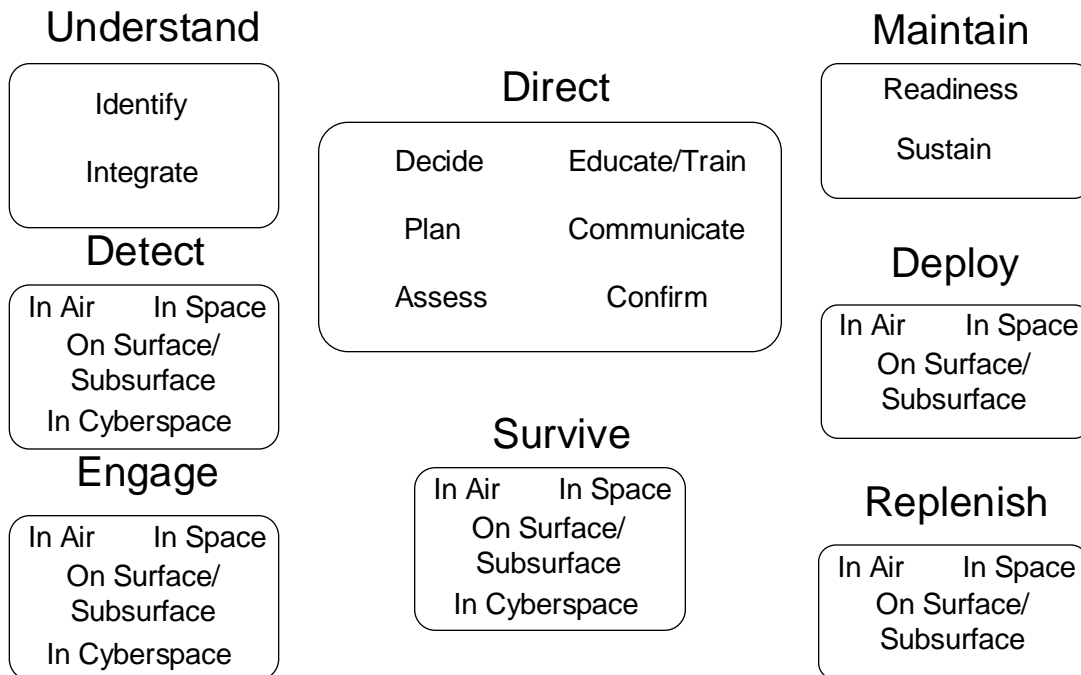 Understand
Identify
Integrate
Detect
In Air In Space
On Surface/
Subsurface
In Cyberspace
Engage
In Air In Space
On Surface/
Subsurface
In Cyberspace
Direct
Decide Educate/Train
Plan Communicate
Assess Confirm
Survive
In Air In Space
On Surface/
Subsurface
In Cyberspace
Maintain
Readiness
Sustain
Deploy
In Air In Space
On Surface/
Subsurface
Replenish
In Air In Space
On Surface/
Subsurface